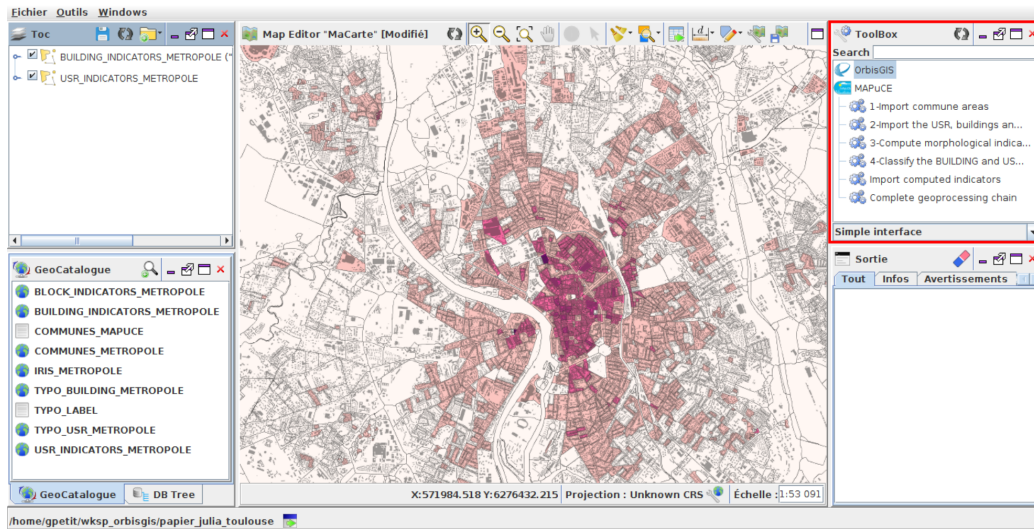 Fichier Outils Windows
Toc
BUILDING_INDICATORS_METROPOLE ("
USR_INDICATORS_METROPOLE
GeoCatalogue
BLOCK_INDICATORS_METROPOLE
BUILDING_INDICATORS_METROPOLE
COMMUNES_MAPUCE
COMMUNES_METROPOLE
IRIS_METROPOLE
TYPO_BUILDING_METROPOLE
TYPO_LABEL
TYPO_USR_METROPOLE
USR_INDICATORS_METROPOLE
GeoCatalogue DB Tree
Map Editor "MaCarte" [Modifié]
X:571984.518 Y:6276432.215 Projection : Unknown CRS Échelle : 1:53 091
ToolBox
Search
OrbisGIS
MAPuCE
1-Import commune areas
2-Import the USR, buildings an...
3-Compute morphological indica...
4-Classify the BUILDING and US...
Import computed indicators
Complete geoprocessing chain
Simple interface
Sortie
Tout Infos Avertissements
/home/gpetit/wksp_orbisgis/papier_julia_toulouse